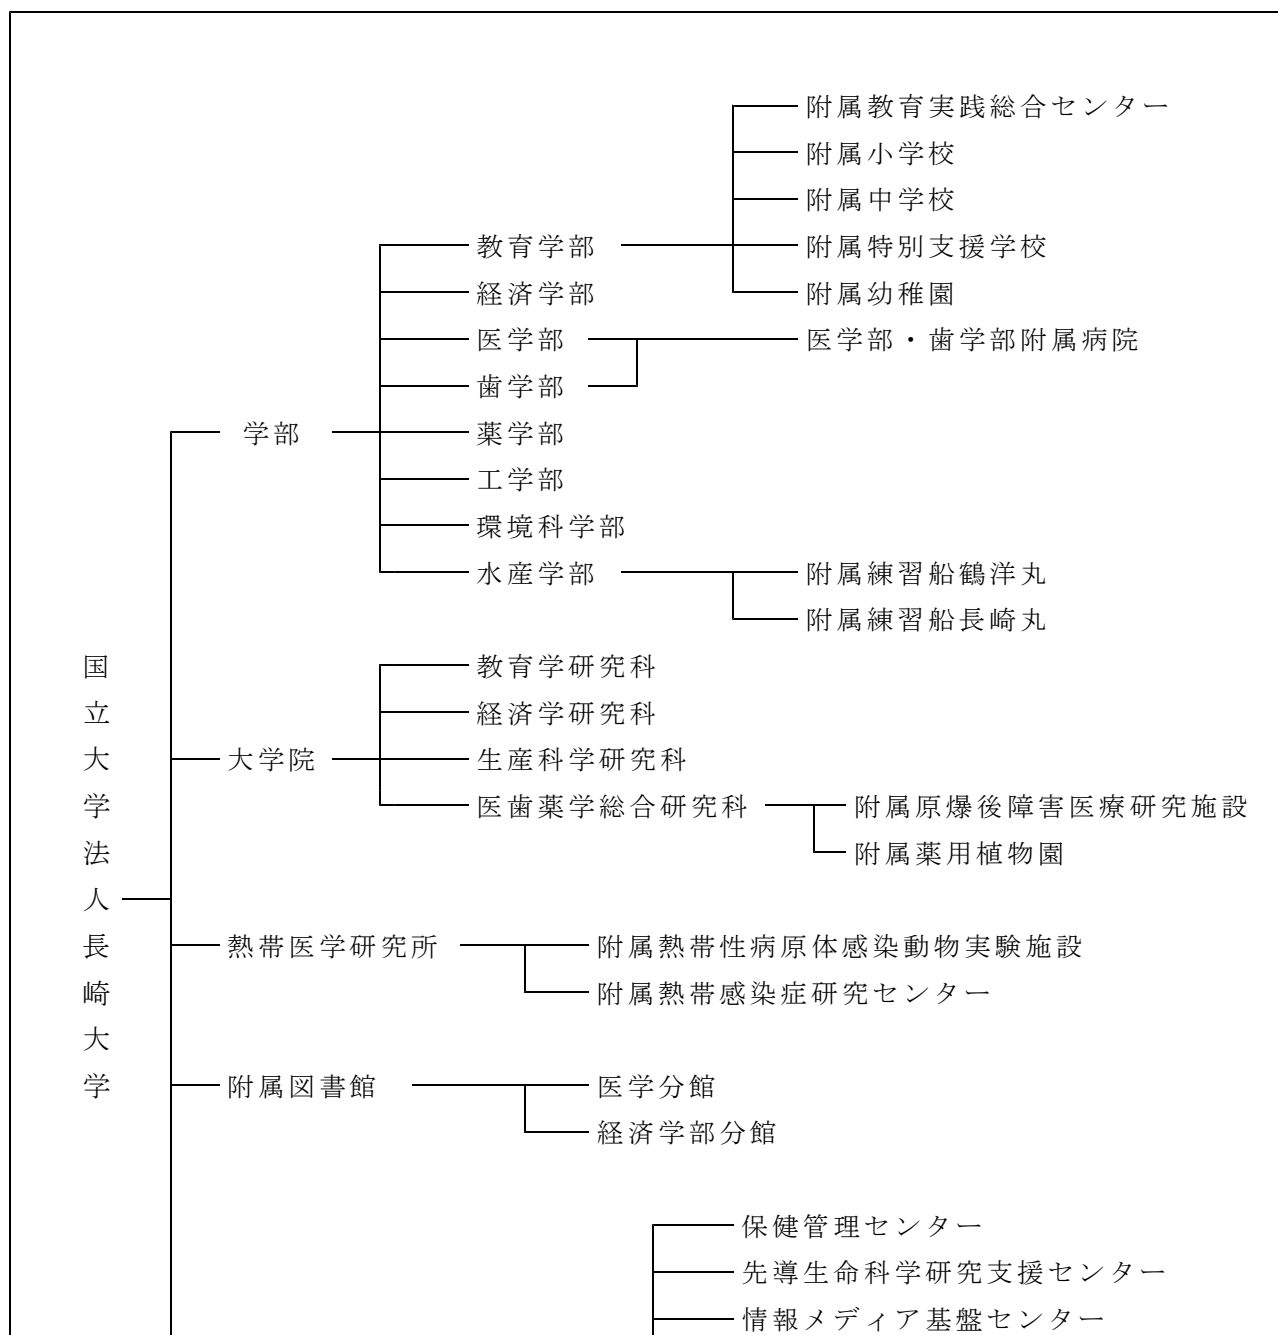 国立大学法人長崎大学
学部
教育学部
附属教育実践総合センター
附属小学校
附属中学校
附属特別支援学校
附属幼稚園
経済学部
医学部
歯学部
医学部・歯学部附属病院
薬学部
工学部
環境科学部
水産学部
附属練習船鶴洋丸
附属練習船長崎丸
大学院
教育学研究科
経済学研究科
生産科学研究科
医歯薬学総合研究科
附属原爆後障害医療研究施設
附属薬用植物園
熱帯医学研究所
附属熱帯性病原体感染動物実験施設
附属熱帯感染症研究センター
附属図書館
医学分館
経済学部分館
保健管理センター
先導生命科学研究支援センター
情報メディア基盤センター